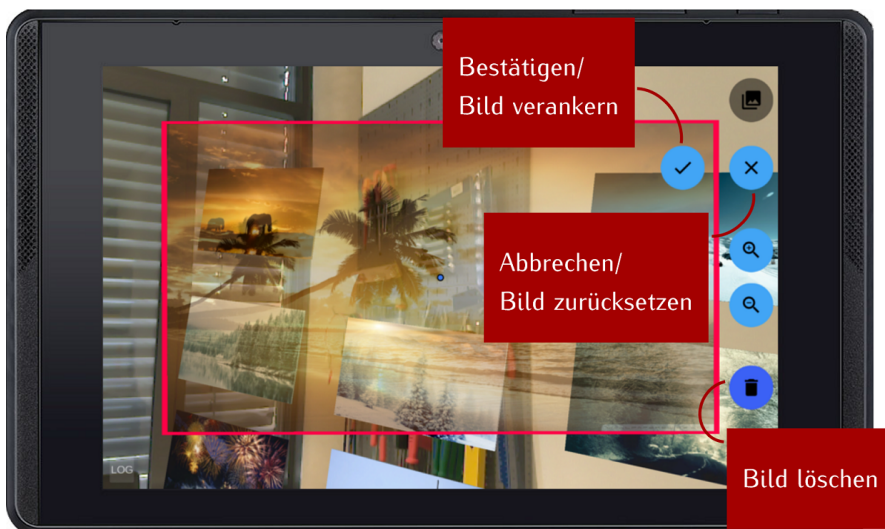 Bestätigen/
Bild verankern
Abbrechen/
Bild zurücksetzen
Bild löschen
LOG